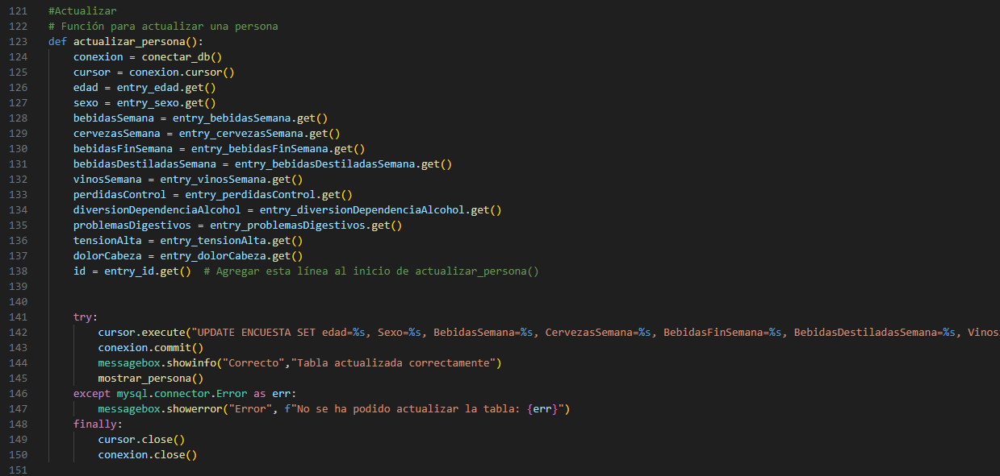 121 #Actualizar
122 # Función para actualizar una persona
123 def actualizar_persona():
124     conexion = conectar_db()
125     cursor = conexion.cursor()
126     edad = entry_edad.get()
127     sexo = entry_sexo.get()
128     bebidasSemana = entry_bebidasSemana.get()
129     cervezasSemana = entry_cervezasSemana.get()
130     bebidasFinSemana = entry_bebidasFinSemana.get()
131     bebidasDestiladasSemana = entry_bebidasDestiladasSemana.get()
132     vinosSemana = entry_vinosSemana.get()
133     perdidasControl = entry_perdidasControl.get()
134     diversionDependenciaAlcohol = entry_diversionDependenciaAlcohol.get()
135     problemasDigestivos = entry_problemasDigestivos.get()
136     tensionAlta = entry_tensionAlta.get()
137     dolorCabeza = entry_dolorCabeza.get()
138     id = entry_id.get()  # Agregar esta línea al inicio de actualizar_persona()
139
140
141     try:
142         cursor.execute("UPDATE ENCUESTA SET edad=%s, Sexo=%s, BebidasSemana=%s, CervezasSemana=%s, BebidasFinSemana=%s, BebidasDestiladasSemana=%s, Vinos
143         conexion.commit()
144         messagebox.showinfo("Correcto","Tabla actualizada correctamente")
145         mostrar_persona()
146     except mysql.connector.Error as err:
147         messagebox.showerror("Error", f"No se ha podido actualizar la tabla: {err}")
148     finally:
149         cursor.close()
150         conexion.close()
151